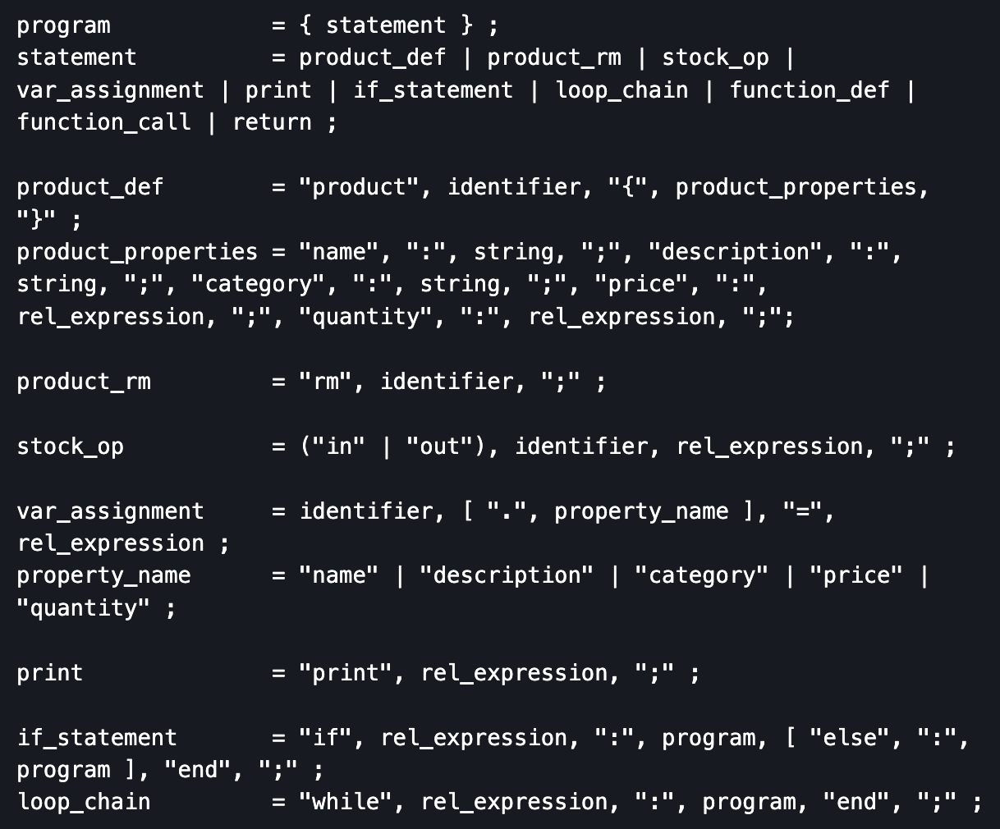 program            = { statement } ;
statement          = product_def | product_rm | stock_op |
var_assignment | print | if_statement | loop_chain | function_def |
function_call | return ;

product_def        = "product", identifier, "{", product_properties,
"}" ;
product_properties = "name", ":", string, ";", "description", ":",
string, ";", "category", ":", string, ";", "price", ":",
rel_expression, ";", "quantity", ":", rel_expression, ";";

product_rm         = "rm", identifier, ";" ;

stock_op           = ("in" | "out"), identifier, rel_expression, ";" ;

var_assignment     = identifier, [ ".", property_name ], "=",
rel_expression ;
property_name      = "name" | "description" | "category" | "price" |
"quantity" ;

print              = "print", rel_expression, ";" ;

if_statement       = "if", rel_expression, ":", program, [ "else", ":",
program ], "end", ";" ;
loop_chain         = "while", rel_expression, ":", program, "end", ";" ;